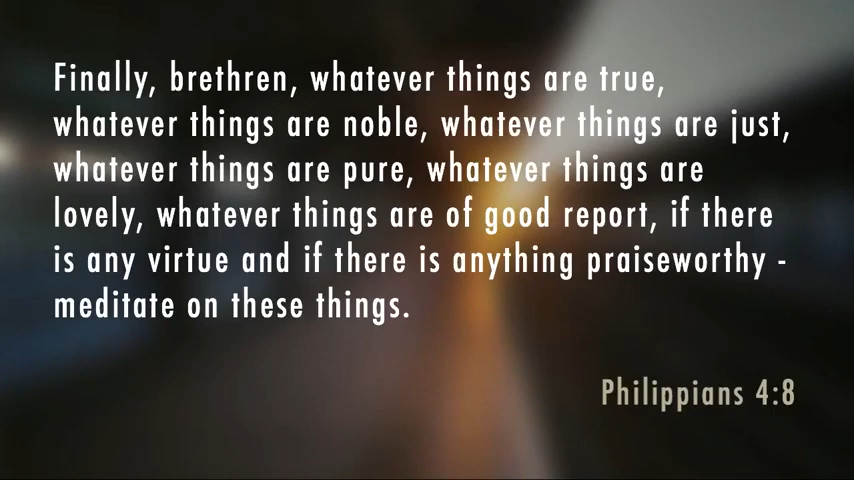 Finally, brethren, whatever things are true,
whatever things are noble, whatever things are just,
whatever things are pure, whatever things are
lovely, whatever things are of good report, if there
is any virtue and if there is anything praiseworthy -
meditate on these things.
Philippians 4:8